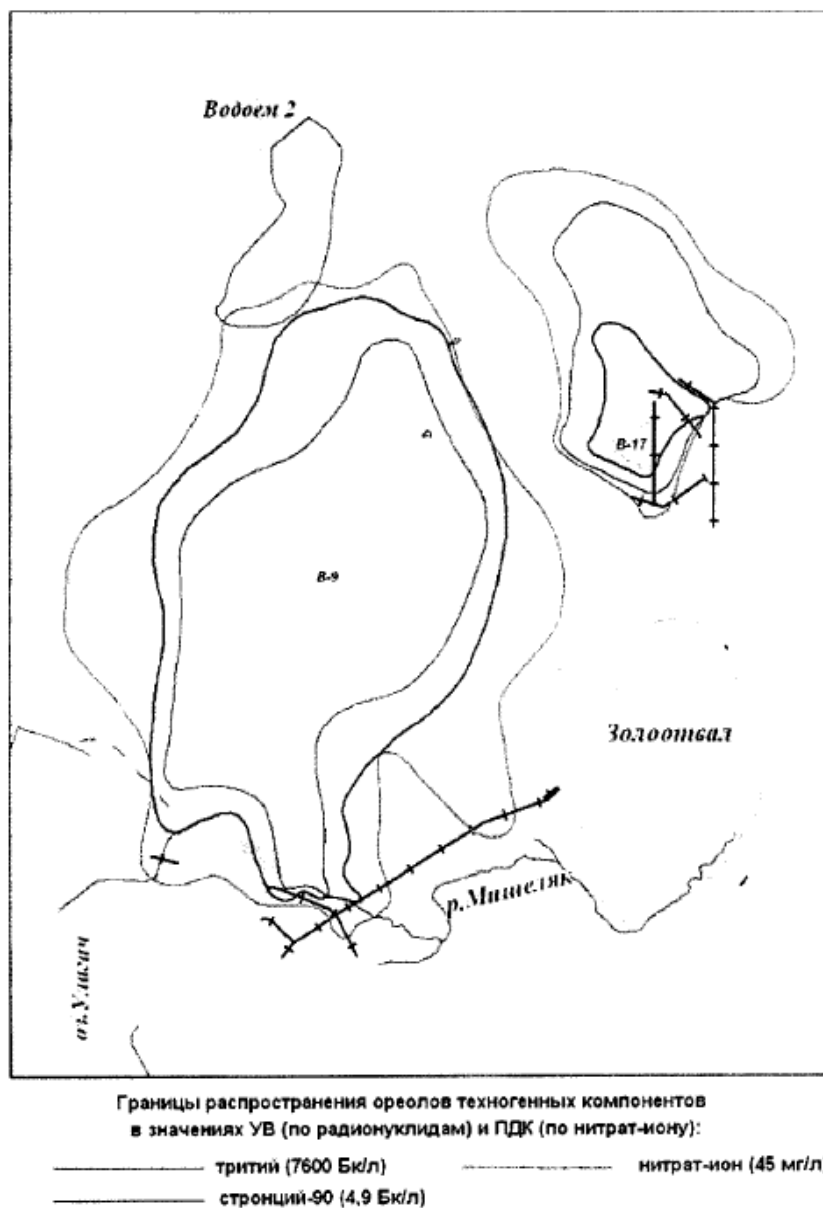 Водоем 2
В-17
В-9
Золоотвал
р.Мишеляк
оз.Улагач
Границы распространения ореолов техногенных компонентов
в значениях УВ (по радионуклидам) и ПДК (по нитрат-иону):
тритий (7600 Бк/л) нитрат-ион (45 мг/л
стронций-90 (4,9 Бк/л)